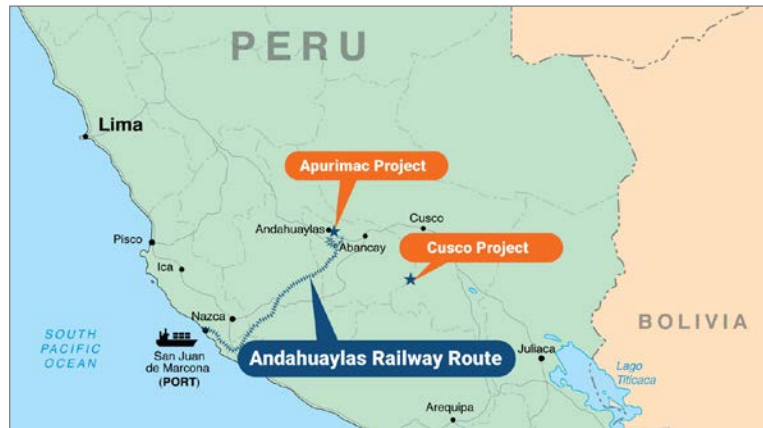 PERU
Lima
Apurimac Project
Andahuaylas
Cusco
Abancay
Pisco
Cusco Project
Ica
Nazca
BOLIVIA
SOUTH
PACIFIC
OCEAN
San Juan
de Marcona
(PORT)
Andahuaylas Railway Route
Juliaca
Lago
Titicaca
Arequipa